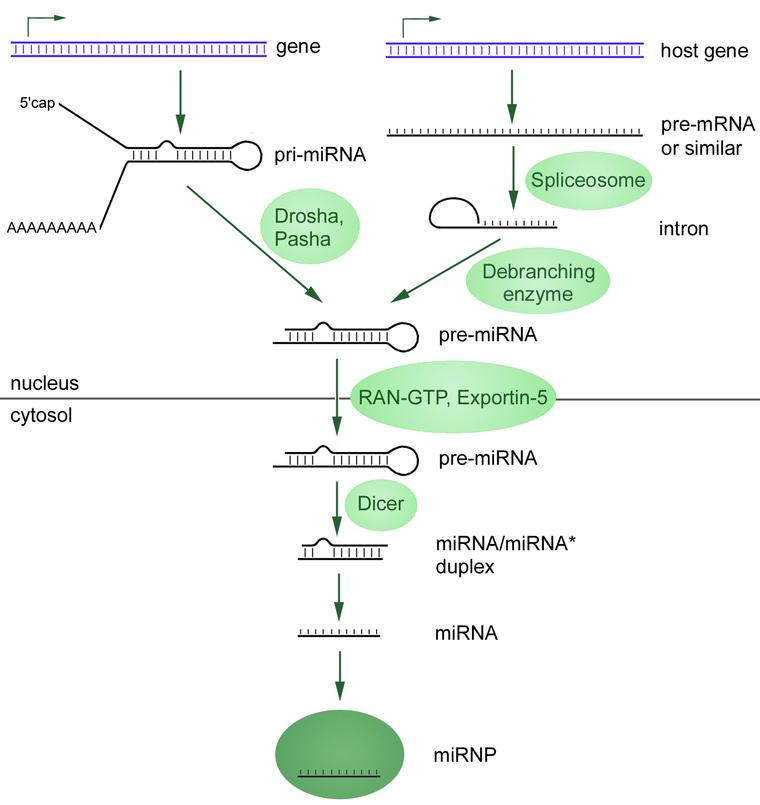 gene
host gene
5'cap
pre-mRNA
or similar
pri-miRNA
Spliceosome
AAAAAAAAA
Drosha,
Pasha
intron
Debranching
enzyme
pre-miRNA
nucleus
RAN-GTP, Exportin-5
cytosol
pre-miRNA
Dicer
miRNA/miRNA*
duplex
miRNA
miRNP